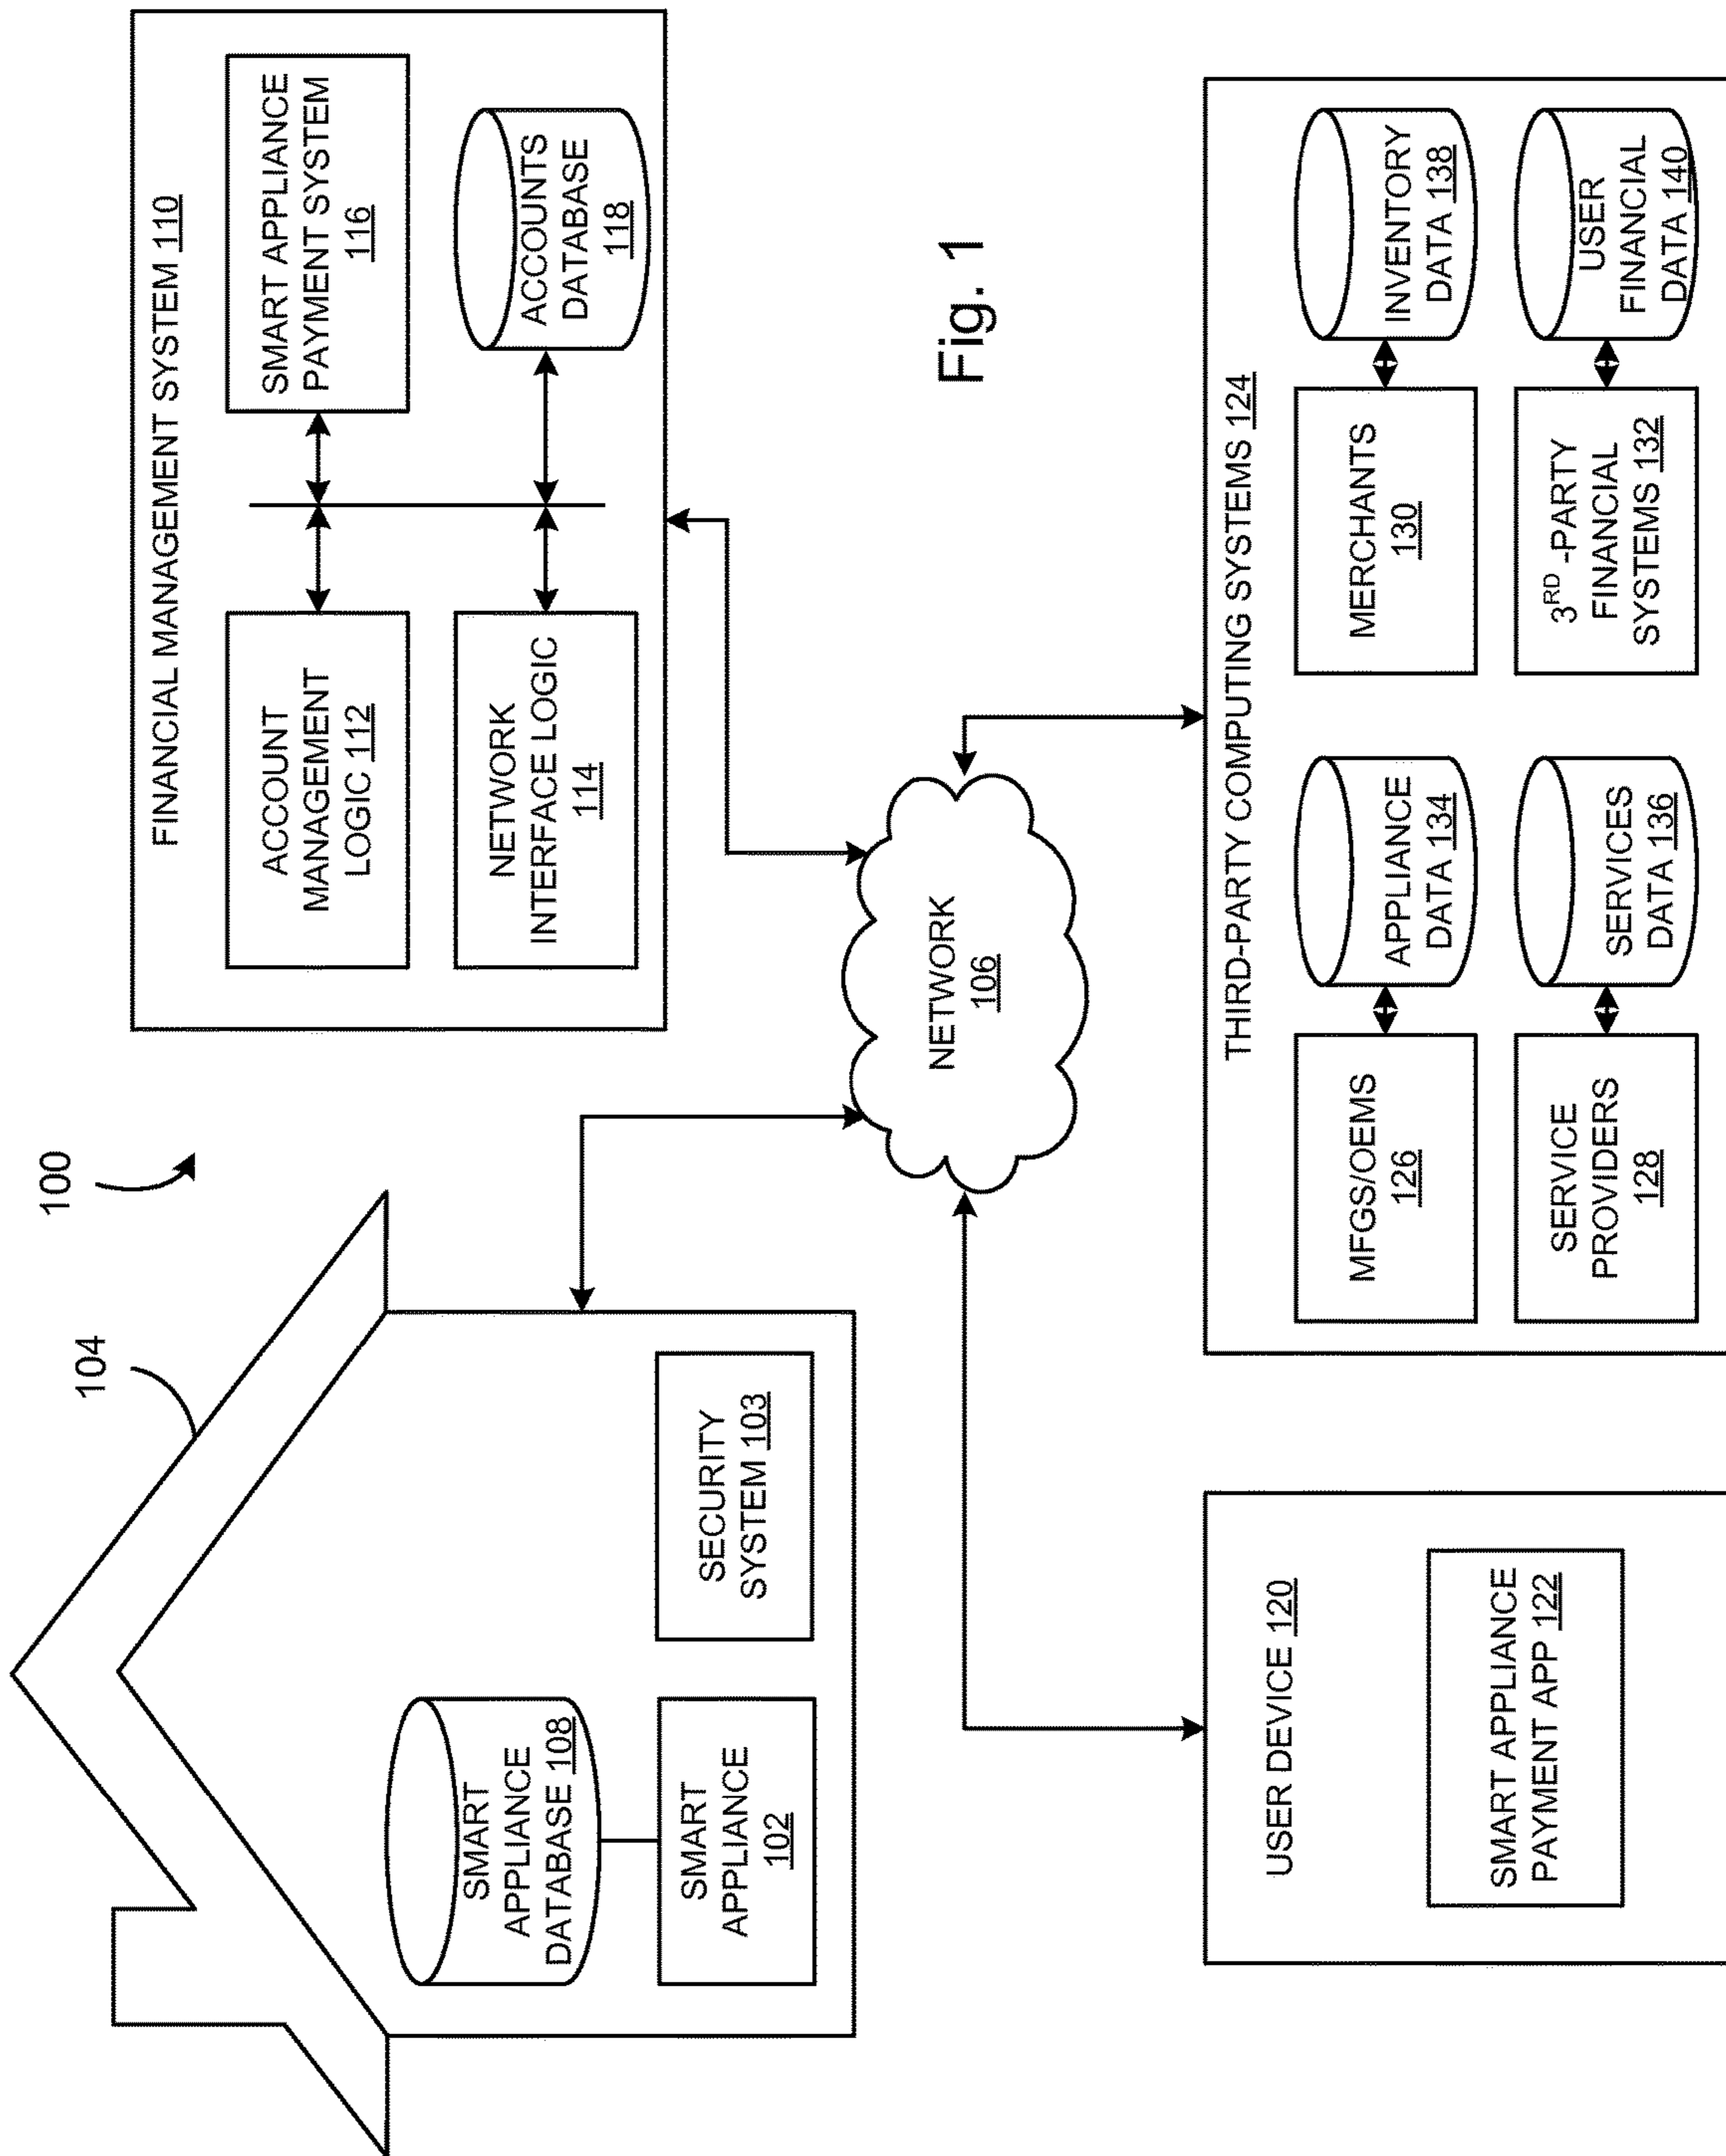 100
104
SMART
APPLIANCE
DATABASE 108
SMART
APPLIANCE
102
SECURITY
SYSTEM 103
FINANCIAL MANAGEMENT SYSTEM 110
ACCOUNT
MANAGEMENT
LOGIC 112
SMART APPLIANCE
PAYMENT SYSTEM
116
NETWORK
INTERFACE LOGIC
114
ACCOUNTS
DATABASE
118
NETWORK
106
Fig. 1
USER DEVICE 120
SMART APPLIANCE
PAYMENT APP 122
THIRD-PARTY COMPUTING SYSTEMS 124
MFGS/OEMS
126
APPLIANCE
DATA 134
MERCHANTS
130
INVENTORY
DATA 138
SERVICE
PROVIDERS
128
SERVICES
DATA 136
3RD -PARTY
FINANCIAL
SYSTEMS 132
USER
FINANCIAL
DATA 140